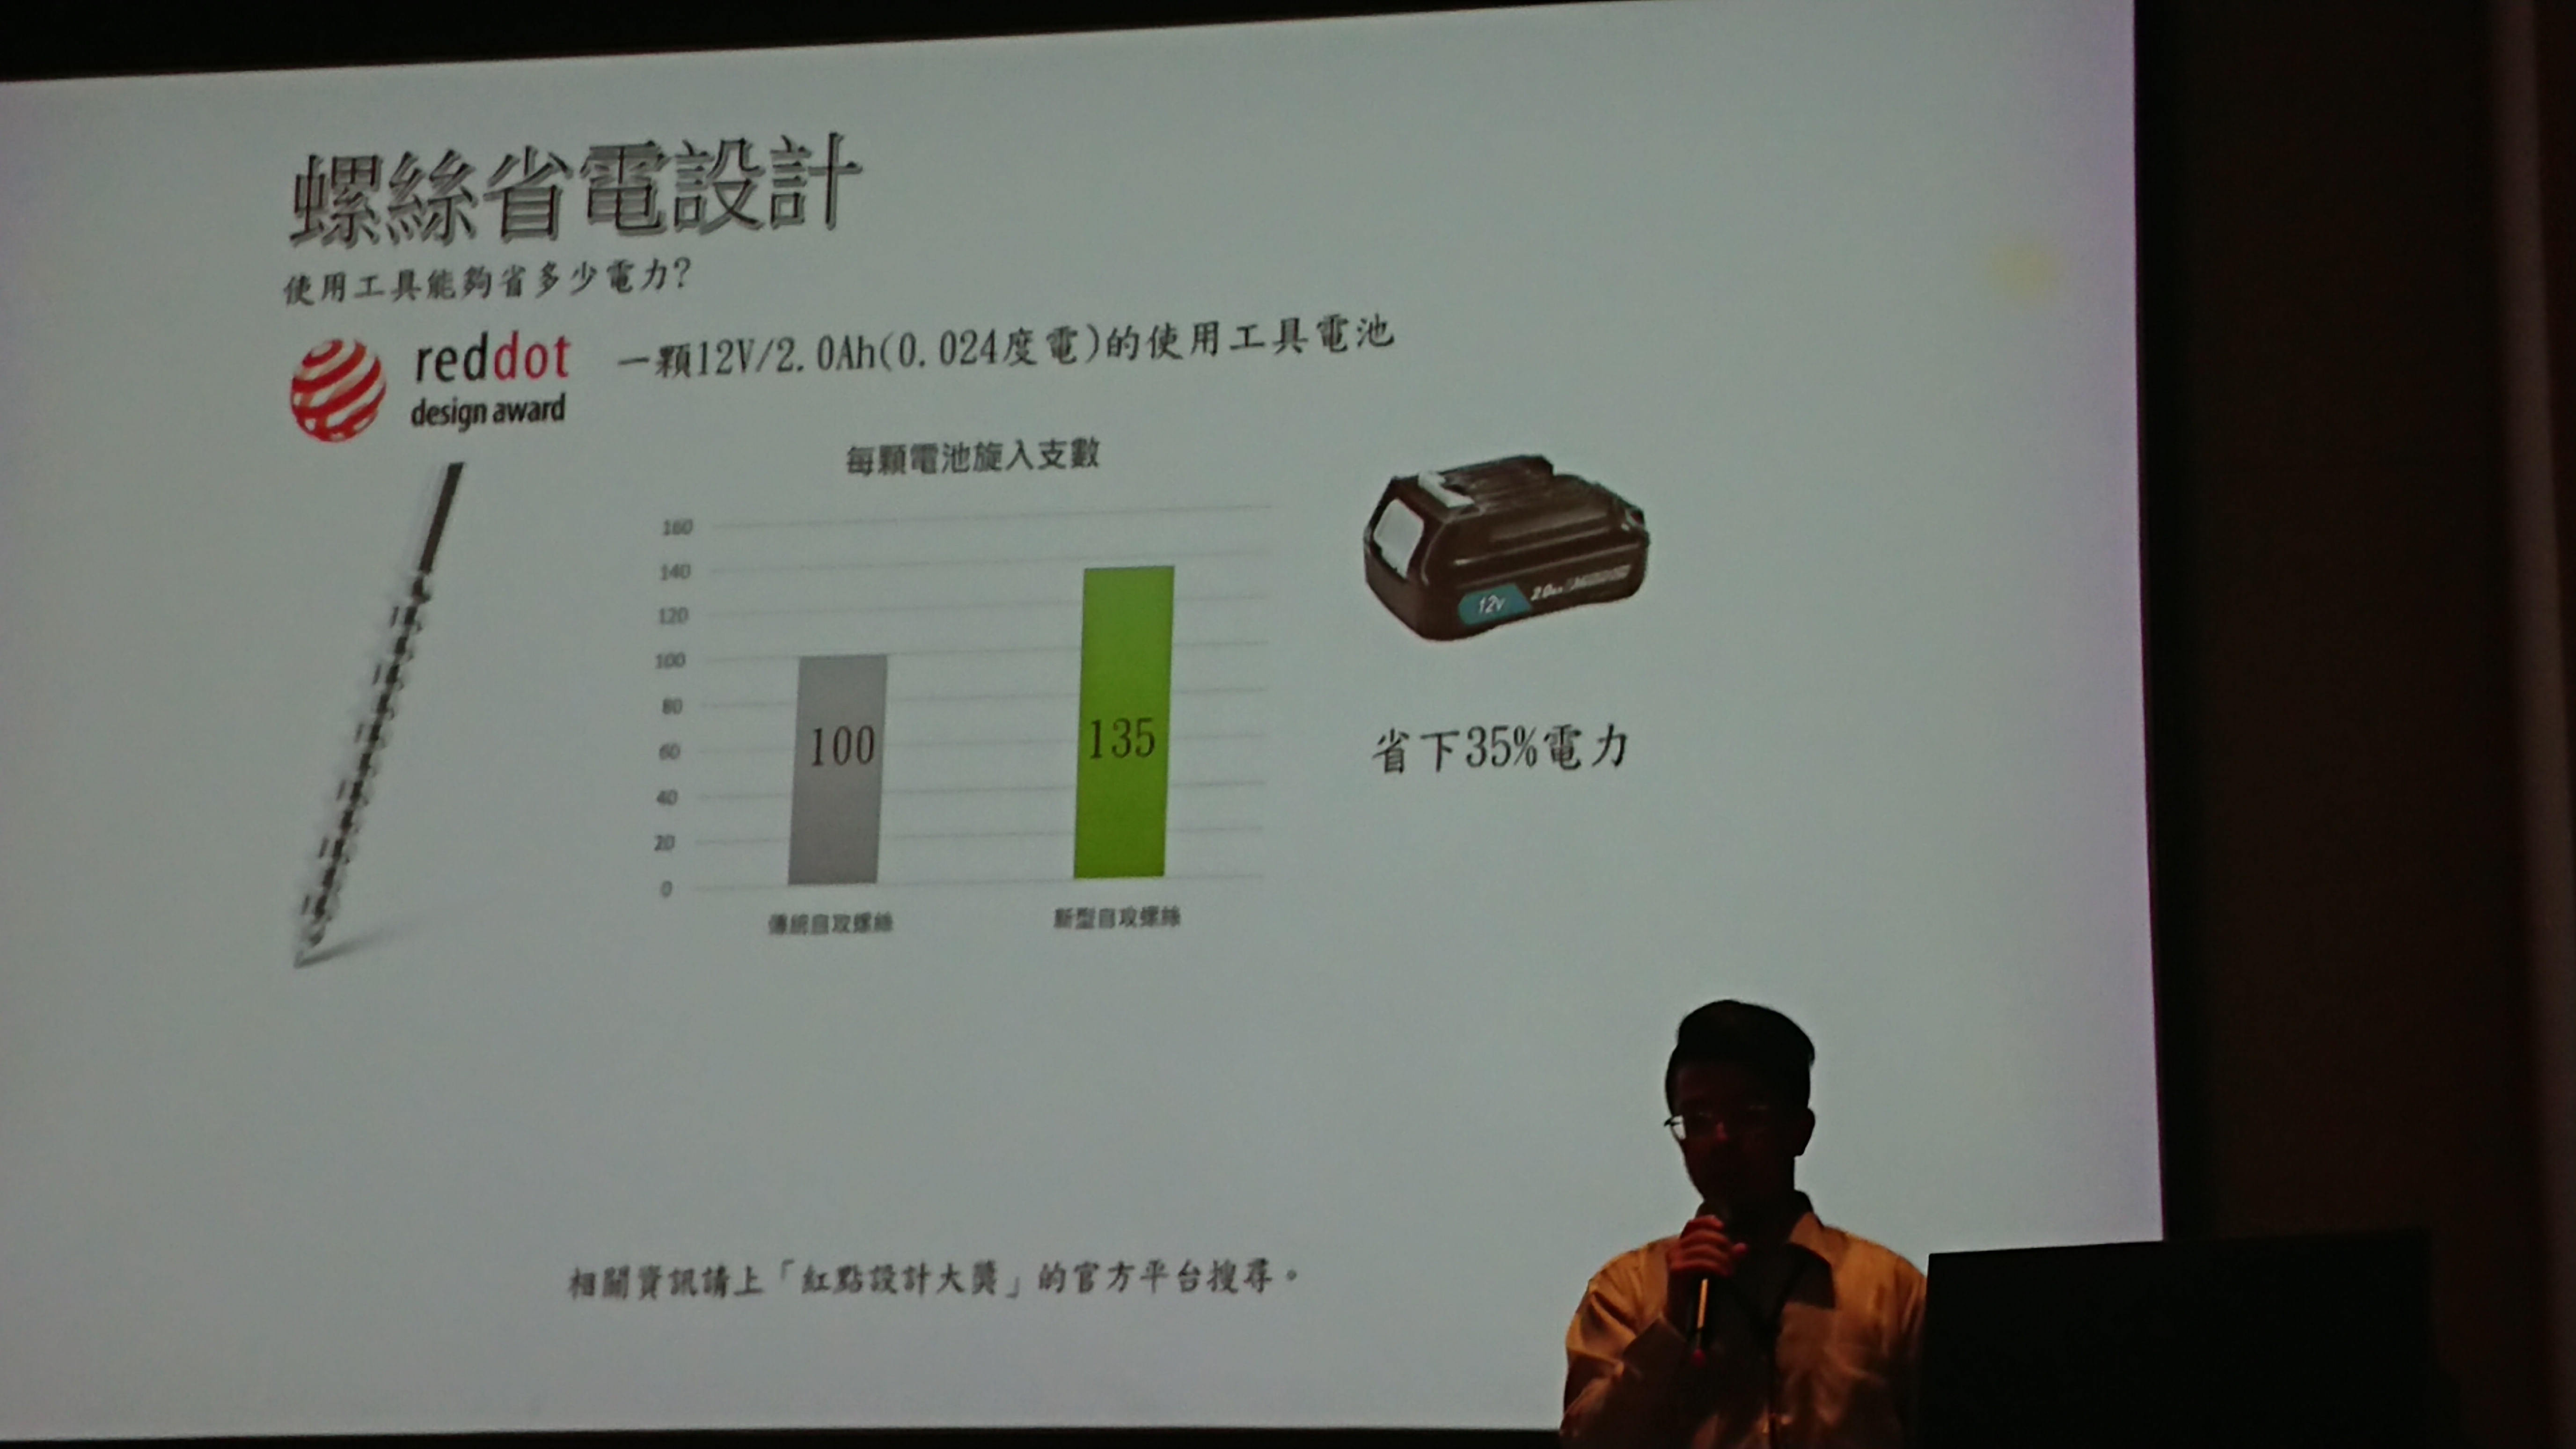 螺絲省電設計
使用工具能夠省多少電力?
reddot
design award
一顆12V/2.0Ah(0.024度電)的使用工具電池
每顆電池旋入支數
160
140
120
100
80
60
40
20
0
100
135
傳統自攻螺絲
新型自攻螺絲
12V
2.0
省下35%電力
相關資訊請上「紅點設計大獎」的官方平台搜尋。